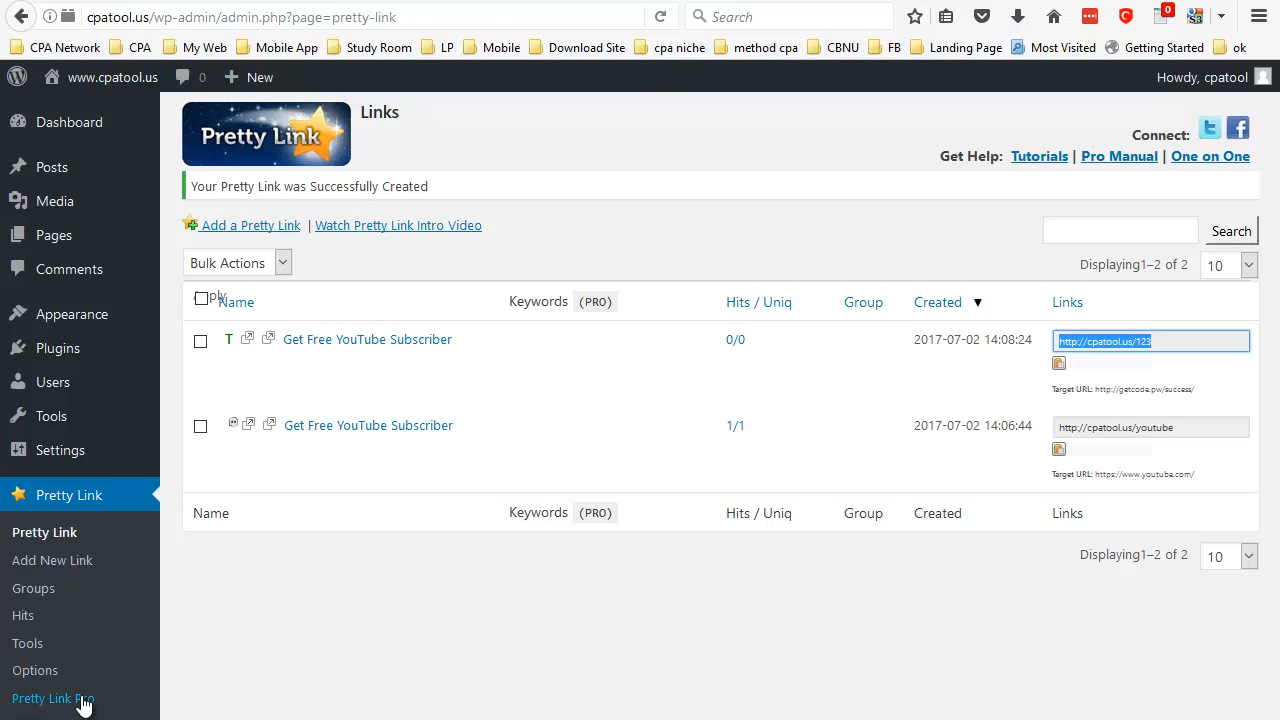 cpatool.us/wp-admin/admin.php?page=pretty-link
Search
0
CPA Network
CPA
My Web
Mobile App
Study Room
LP
Mobile
Download Site
cpa niche
method cpa
CBNU
FB
Landing Page
Most Visited
Getting Started
ok
www.cpatool.us
0
New
Howdy, cpatool
Dashboard
Posts
Media
Pages
Comments
Appearance
Plugins
Users
Tools
Settings
Pretty Link
Pretty Link
Add New Link
Groups
Hits
Tools
Options
Pretty Link Pro
Pretty Link
Links
Connect:
Get Help: Tutorials | Pro Manual | One on One
Your Pretty Link was Successfully Created
Add a Pretty Link | Watch Pretty Link Intro Video
Search
Bulk Actions
Displaying1–2 of 2
10
Apply
Name
Keywords (PRO)
Hits / Uniq
Group
Created
Links
T
Get Free YouTube Subscriber
0/0
2017-07-02 14:08:24
http://cpatool.us/123
Target URL: http://getcode.pw/success/
Get Free YouTube Subscriber
1/1
2017-07-02 14:06:44
http://cpatool.us/youtube
Target URL: https://www.youtube.com/
Name
Keywords (PRO)
Hits / Uniq
Group
Created
Links
Displaying1–2 of 2
10